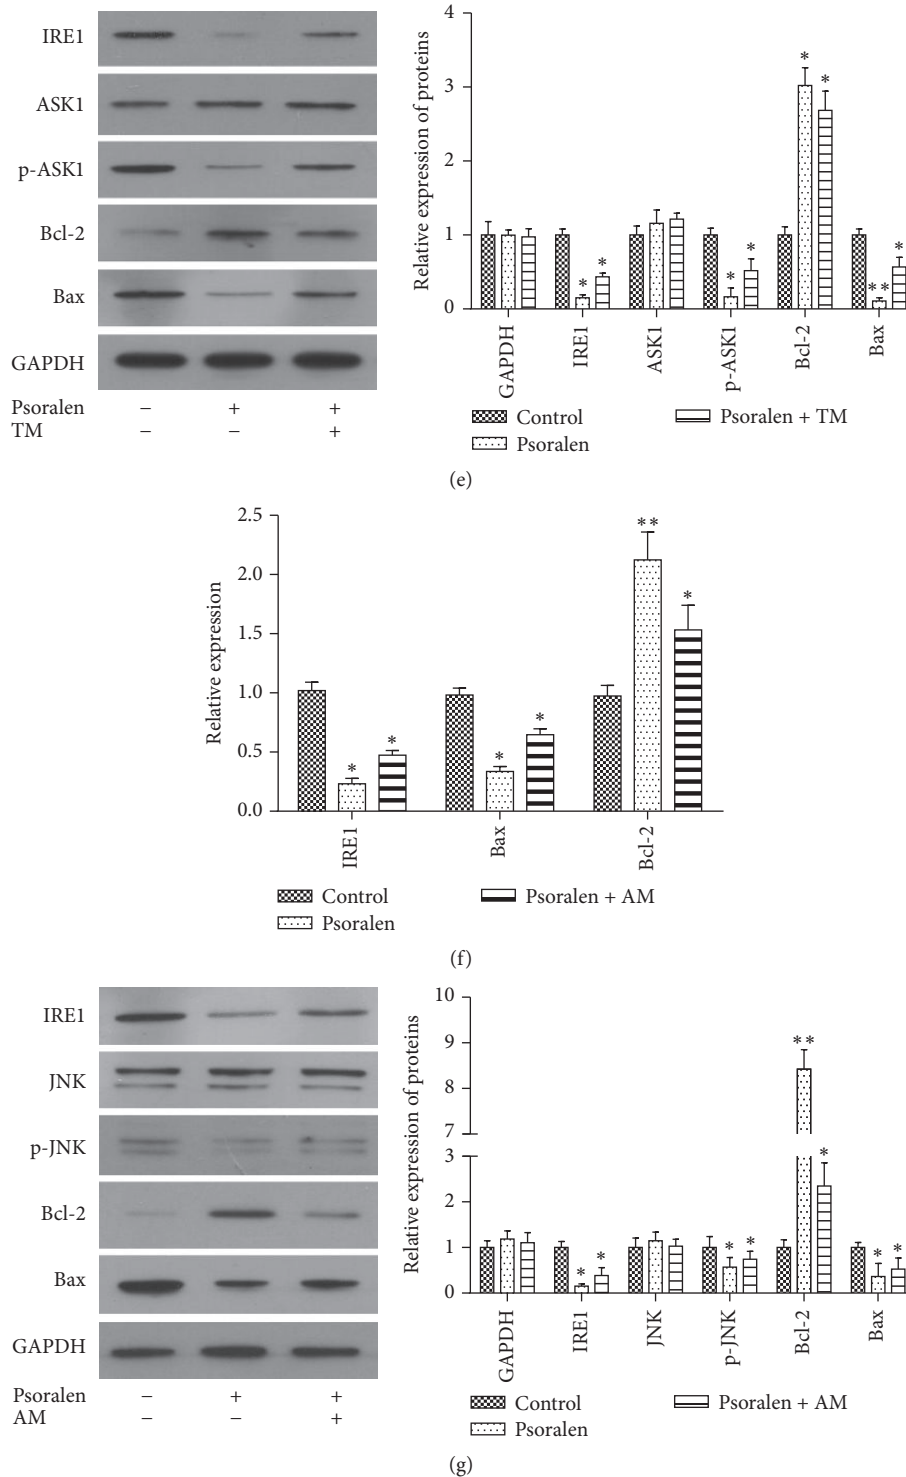 IRE1
ASK1
p-ASK1
Bcl-2
Bax
GAPDH
Psoralen − + +
TM − − +
Relative expression of proteins
4
3
2
1
0
* * * * * * ** *
GAPDH
IRE1
ASK1
p-ASK1
Bcl-2
Bax
Control
Psoralen
Psoralen + TM
(e)
Relative expression
2.5
2.0
1.5
1.0
0.5
0.0
* * * * ** *
IRE1
Bax
Bcl-2
Control
Psoralen
Psoralen + AM
(f)
IRE1
JNK
p-JNK
Bcl-2
Bax
GAPDH
Psoralen − + +
AM − − +
Relative expression of proteins
10
9
8
7
3
2
1
0
* * * * ** * * *
GAPDH
IRE1
JNK
p-JNK
Bcl-2
Bax
Control
Psoralen
Psoralen + AM
(g)